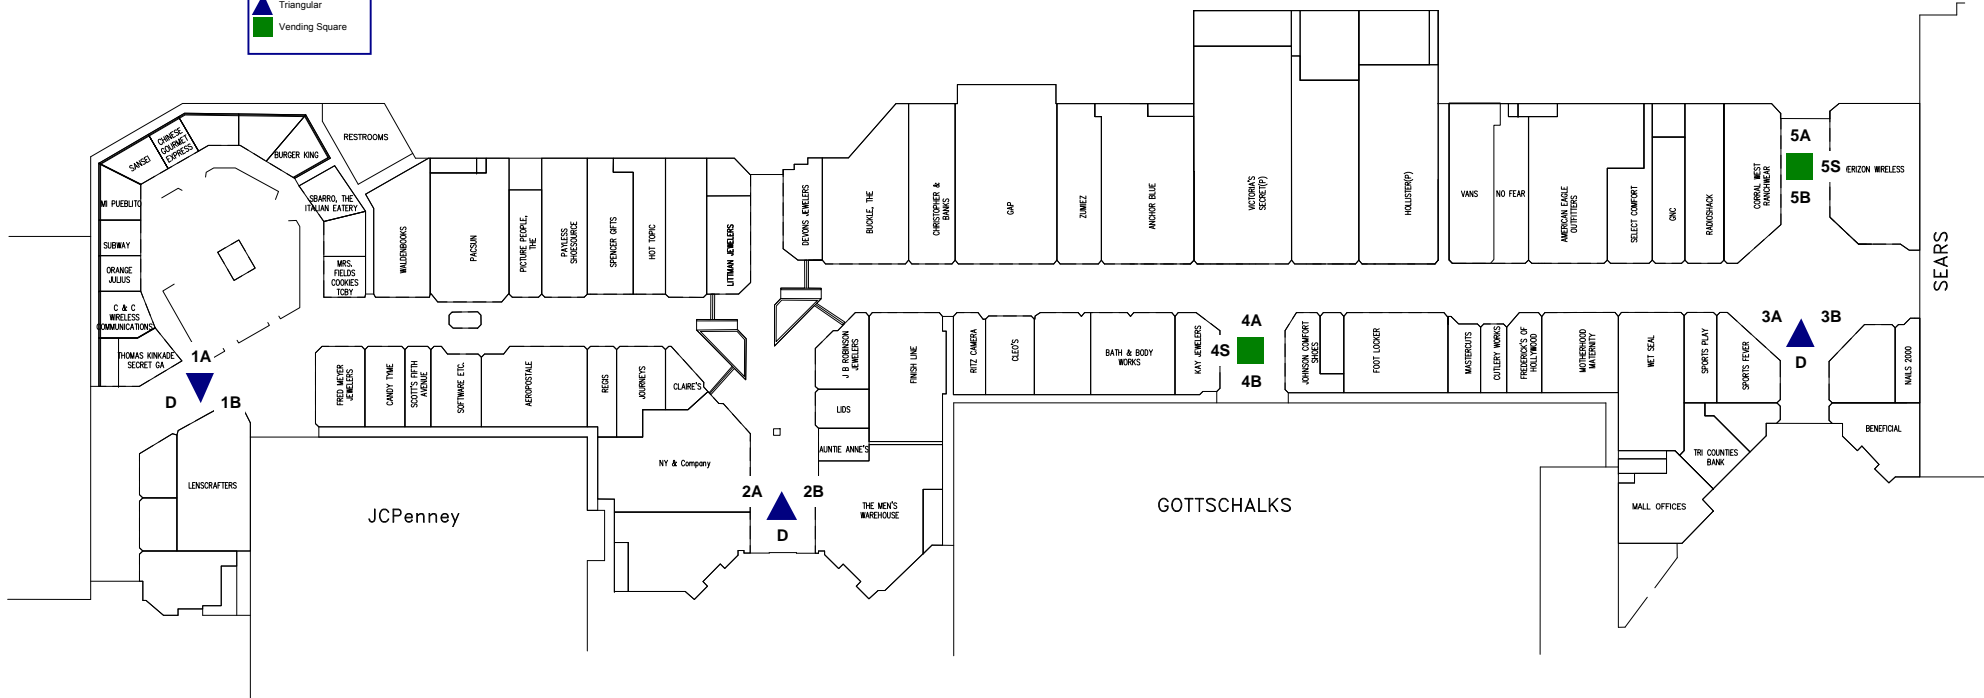 Triangular
Vending Square
RESTROOMS
CHINESE
GOURMET
EXPRESS
SANSEI
BURGER KING
MI PUEBLITO
SBARRO, THE
ITALIAN EATERY
SUBWAY
ORANGE
JULIUS
MRS.
FIELDS
COOKIES
TCBY
C & C
WIRELESS
COMMUNICATIONS
THOMAS KINKADE
SECRET GA
1A
D
1B
LENSCRAFTERS
WALDENBOOKS
PACSUN
PICTURE PEOPLE,
THE
PAYLESS
SHOESOURCE
SPENCER GIFTS
HOT TOPIC
LITTMAN JEWELERS
DEVONS JEWELERS
BUCKLE, THE
CHRISTOPHER &
BANKS
GAP
ZUMIEZ
ANCHOR BLUE
VICTORIA'S
SECRET(P)
HOLLISTER(P)
VANS
NO FEAR
AMERICAN EAGLE
OUTFITTERS
SELECT COMFORT
GNC
RADIOSHACK
CORRAL WEST
RANCHWEAR
5A
5S
5B
ERIZON WIRELESS
SEARS
FRED MEYER
JEWELERS
CANDY TYME
SCOTT'S FIFTH
AVENUE
SOFTWARE ETC.
AEROPOSTALE
REGIS
JOURNEYS
CLAIRE'S
NY & Company
JCPenney
J B ROBINSON
JEWELERS
LIDS
AUNTIE ANNE'S
FINISH LINE
2A
2B
D
THE MEN'S
WAREHOUSE
RITZ CAMERA
CLEO'S
BATH & BODY
WORKS
KAY JEWELERS
4A
4S
4B
JOHNSON COMFORT
SHOES
FOOT LOCKER
MASTERCUTS
CUTLERY WORKS
FREDERICK'S OF
HOLLYWOOD
MOTHERHOOD
MATERNITY
WET SEAL
SPORTS PLAY
SPORTS FEVER
3A
3B
D
NAILS 2000
BENEFICIAL
TRI COUNTIES
BANK
MALL OFFICES
GOTTSCHALKS